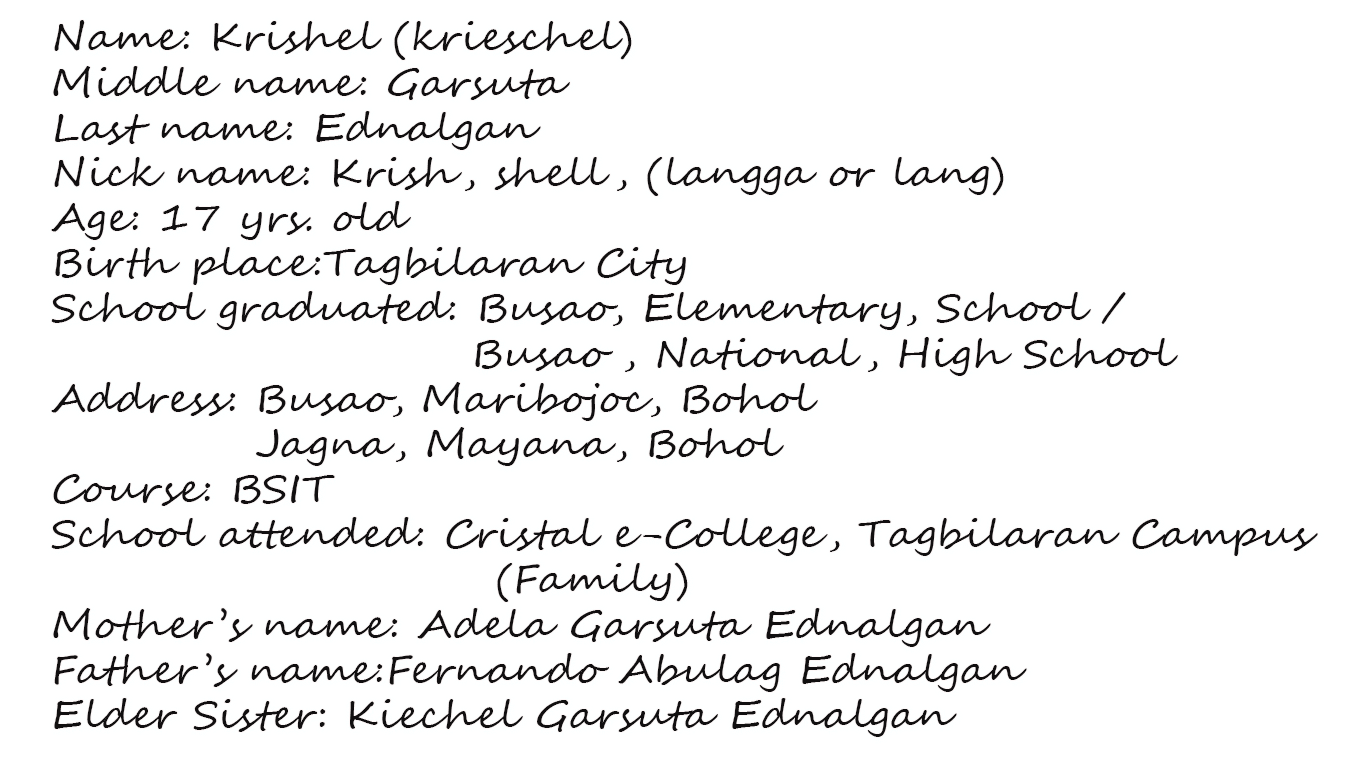 Name: Krishel (krieschel)
Middle name: Garsuta
Last name: Ednalgan
Nick name: Krish, shell, (langga or lang)
Age: 17 yrs. old
Birth place:Tagbilaran City
School graduated: Busao, Elementary, School /
Busao , National, High School
Address: Busao, Maribojoc, Bohol
Jagna, Mayana, Bohol
Course: BSIT
School attended: Cristal e-College, Tagbilaran Campus
(Family)
Mother's name: Adela Garsuta Ednalgan
Father's name:Fernando Abulag Ednalgan
Elder Sister: Kiechel Garsuta Ednalgan